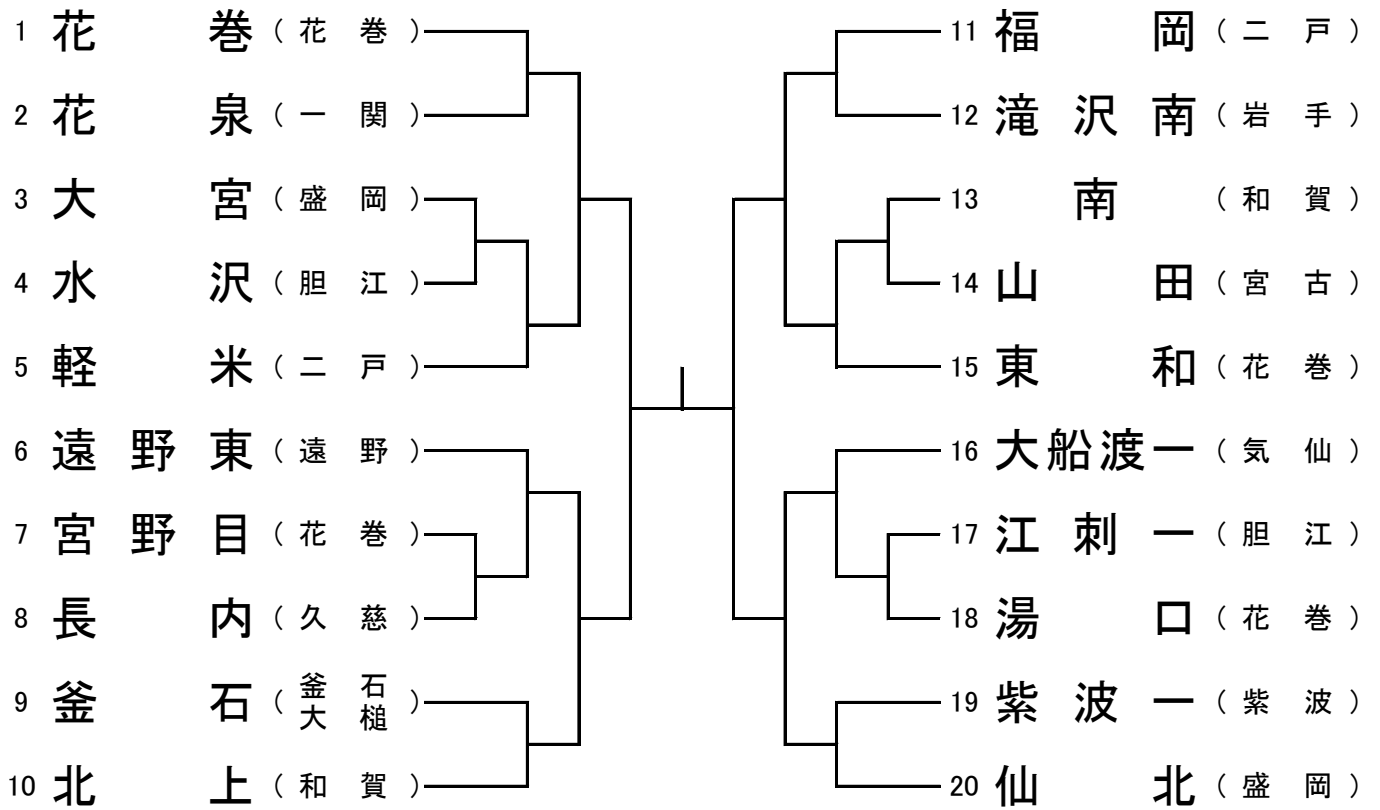 1 花巻 （花巻）
2 花泉 （一関）
3 大宮 （盛岡）
4 水沢 （胆江）
5 軽米 （二戸）
6 遠野東 （遠野）
7 宮野目 （花巻）
8 長内 （久慈）
9 釜石 （釜石大槌）
10 北上 （和賀）
11 福岡 （二戸）
12 滝沢南 （岩手）
13 南 （和賀）
14 山田 （宮古）
15 東和 （花巻）
16 大船渡一 （気仙）
17 江刺一 （胆江）
18 湯口 （花巻）
19 紫波一 （紫波）
20 仙北 （盛岡）